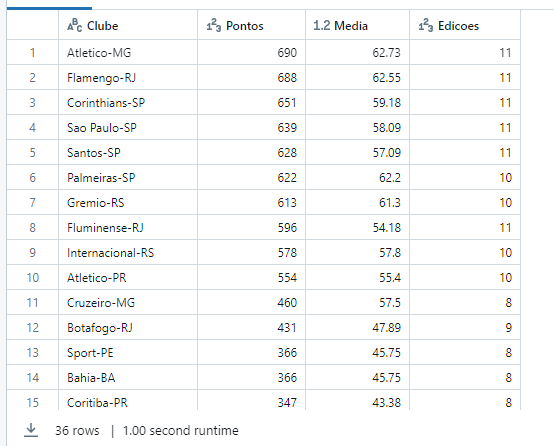 ABC Clube 123 Pontos 1.2 Media 123 Edicoes
1 Atletico-MG 690 62.73 11
2 Flamengo-RJ 688 62.55 11
3 Corinthians-SP 651 59.18 11
4 Sao Paulo-SP 639 58.09 11
5 Santos-SP 628 57.09 11
6 Palmeiras-SP 622 62.2 10
7 Gremio-RS 613 61.3 10
8 Fluminense-RJ 596 54.18 11
9 Internacional-RS 578 57.8 10
10 Atletico-PR 554 55.4 10
11 Cruzeiro-MG 460 57.5 8
12 Botafogo-RJ 431 47.89 9
13 Sport-PE 366 45.75 8
14 Bahia-BA 366 45.75 8
15 Coritiba-PR 347 43.38 8
36 rows | 1.00 second runtime